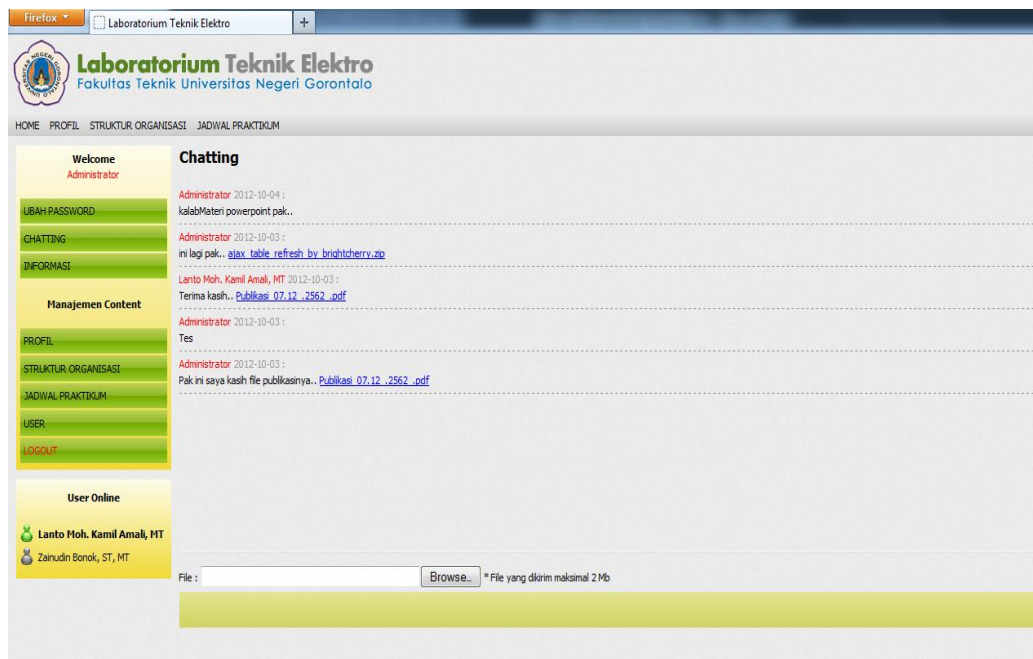 Firefox
Laboratorium Teknik Elektro
+
Laboratorium Teknik Elektro
Fakultas Teknik Universitas Negeri Gorontalo
HOME PROFIL STRUKTUR ORGANISASI JADWAL PRAKTIKUM
Welcome
Administrator
UBAH PASSWORD
CHATTING
INFORMASI
Manajemen Content
PROFIL
STRUKTUR ORGANISASI
JADWAL PRAKTIKUM
USER
LOGOUT
User Online
Lanto Moh. Kamil Amali, MT
Zainudin Bonok, ST, MT
Chatting
Administrator 2012-10-04 :
kalabMateri powerpoint pak..
Administrator 2012-10-03 :
ini lagi pak.. ajax_table_refresh_by_brightcherry.zip
Lanto Moh. Kamil Amali, MT 2012-10-03 :
Terima kasih.. Publikasi_07.12_.2562_.pdf
Administrator 2012-10-03 :
Tes
Administrator 2012-10-03 :
Pak ini saya kasih file publikasinya.. Publikasi_07.12_.2562_.pdf
File :
Browse_
* File yang dikirim maksimal 2 Mb